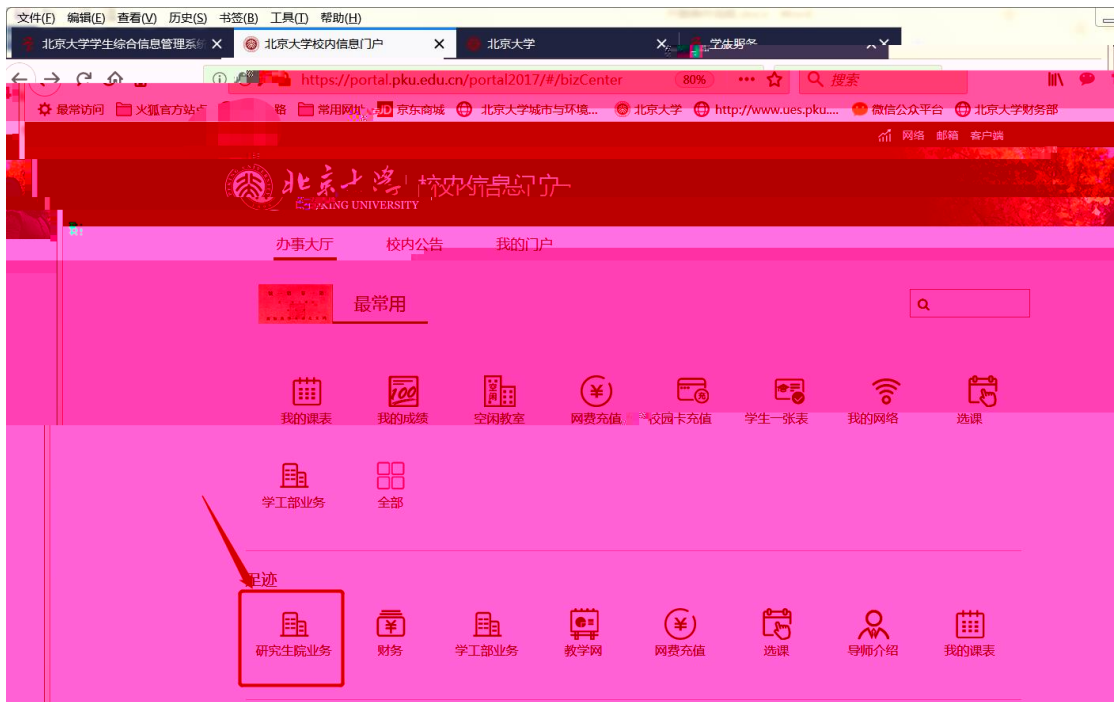 文件(F) 编辑(E) 查看(V) 历史(S) 书签(B) 工具(T) 帮助(H)
北京大学学生综合信息管理系统 × 北京大学校内信息门户 × 北京大学 ×
https://portal.pku.edu.cn/portal2017/#/bizCenter 80% 搜索
最常访问 火狐官方站点 常用网址 JD 京东商城 北京大学城市与环境... 北京大学 http://www.ues.pku.... 微信公众平台 北京大学财务部
网络 邮箱 客户端
北京大学 校内信息门户
PEKING UNIVERSITY
办事大厅 校内公告 我的门户
最常用
我的课表 我的成绩 空闲教室 网费充值 校园卡充值 学生一张表 我的网络 选课
学工部业务 全部
足迹
研究生院业务 财务 学工部业务 教学网 网费充值 选课 导师介绍 我的课表